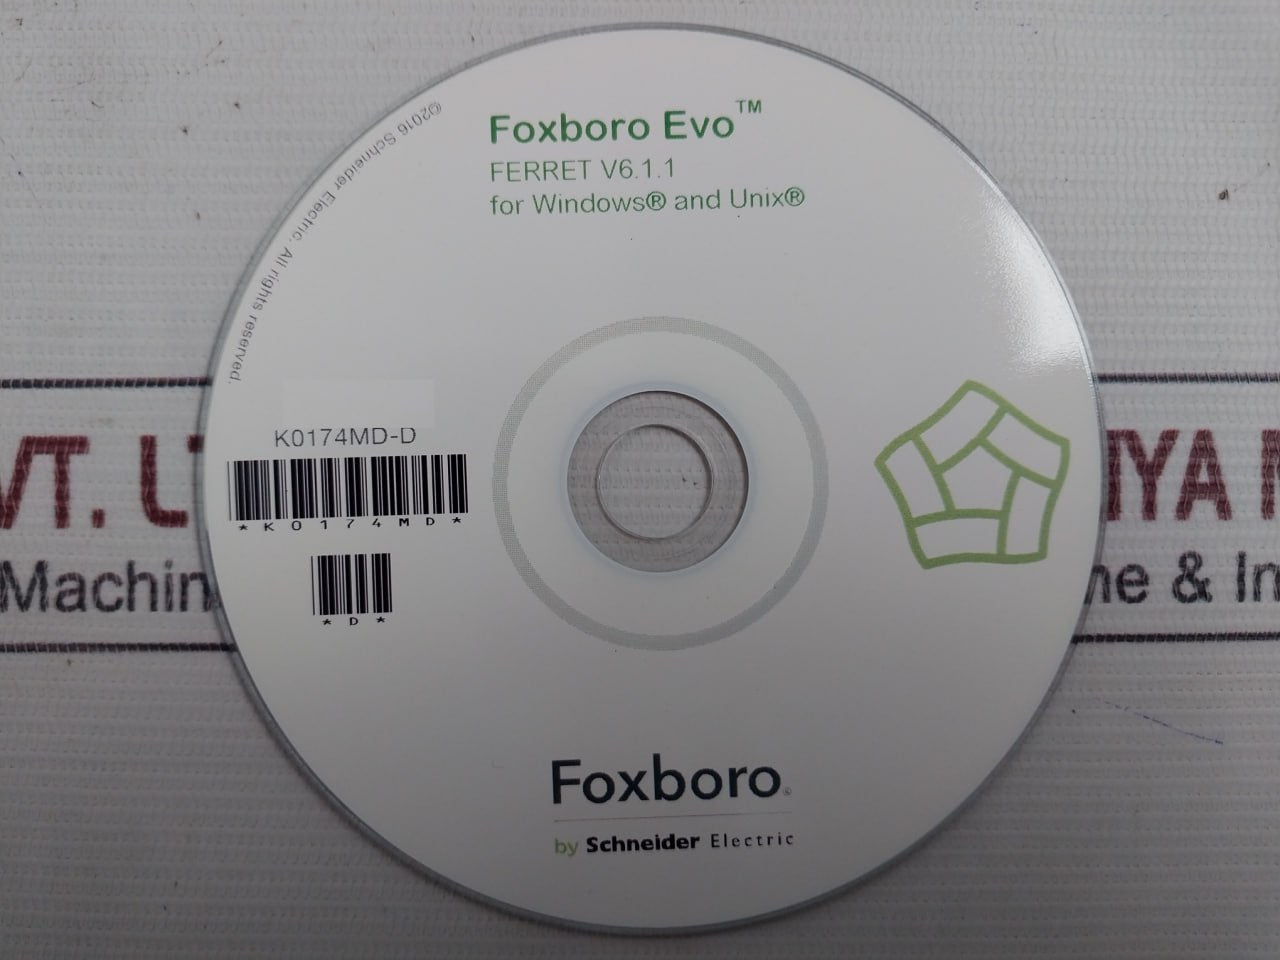 Foxboro Evo™
FERRET V6.1.1
for Windows® and Unix®
©2016 Schneider Electric. All rights reserved.
K0174MD-D
*K0174MD*
*D*
VT. 
IYA
Machin
& In
Foxboro®
by Schneider Electric